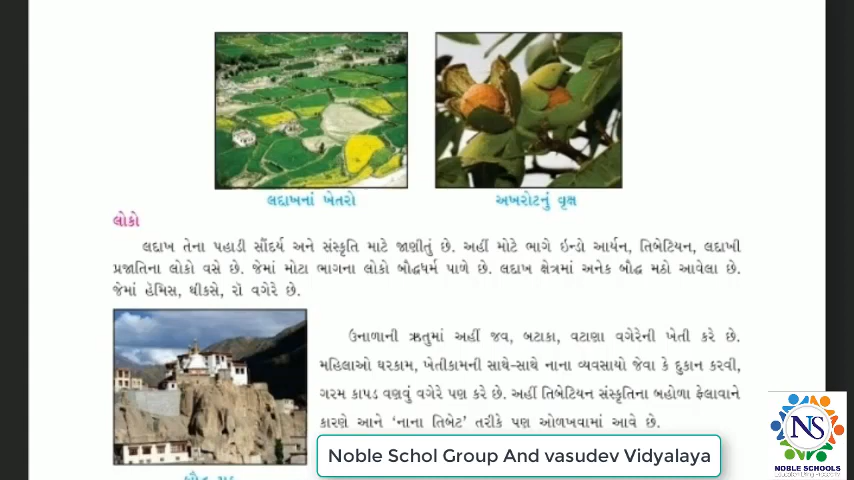 લદાખનાં ખેતરો
અખરોટનું વૃક્ષ
લોકો
લદાખ તેના પહાડી સૌંદર્ય અને સંસ્કૃતિ માટે જાણીતું છે. અહીં મોટે ભાગે ઇન્ડો આર્યન, તિબેટિયન, લદાખી
પ્રજાતિના લોકો વસે છે. જેમાં મોટા ભાગના લોકો બૌદ્ધધર્મ પાળે છે. લદાખ ક્ષેત્રમાં અનેક બૌદ્ધ મઠો આવેલા છે.
જેમાં હેમિસ, થીકસે, રૉ વગેરે છે.
ઉનાળાની ઋતુમાં અહીં જવ, બટાકા, વટાણા વગેરેની ખેતી કરે છે.
મહિલાઓ ઘરકામ, ખેતીકામની સાથે-સાથે નાના વ્યવસાયો જેવા કે દુકાન કરવી,
ગરમ કાપડ વણવું વગેરે પણ કરે છે. અહીં તિબેટિયન સંસ્કૃતિના બહોળા ફેલાવાને
કારણે આને ‘નાના તિબેટ’ તરીકે પણ ઓળખવામાં આવે છે.
Noble Schol Group And vasudev Vidyalaya
NS
NOBLE SCHOOLS